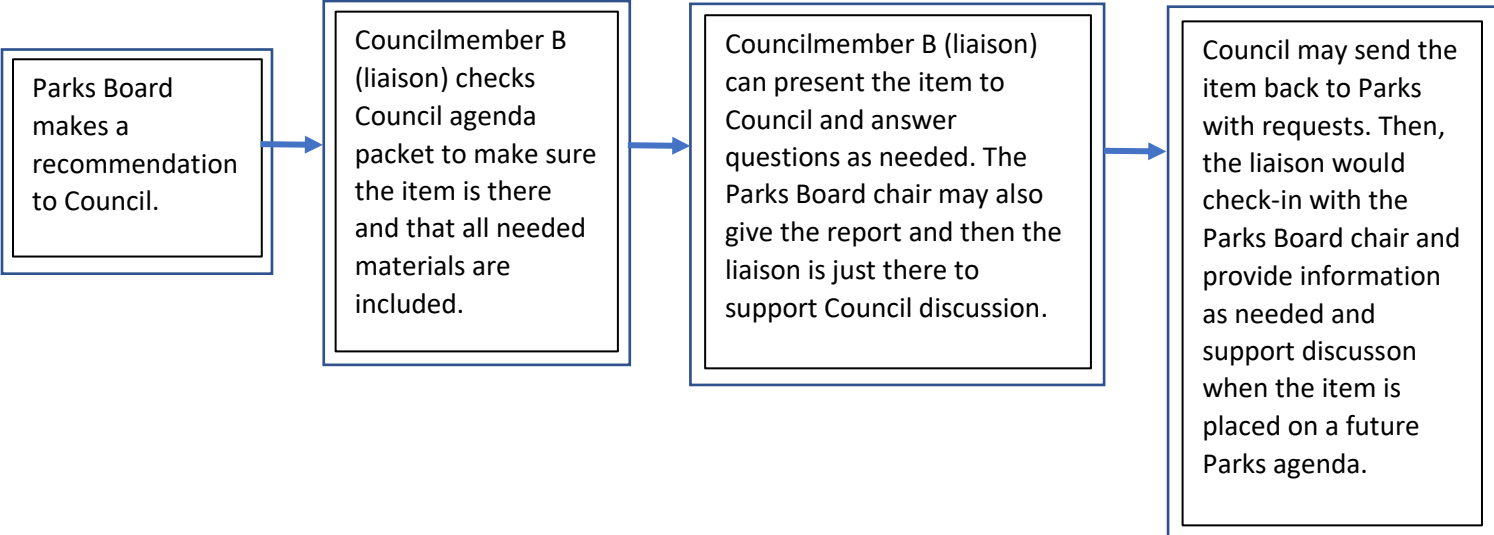 Parks Board
makes a
recommendation
to Council.
Councilmember B
(liaison) checks
Council agenda
packet to make sure
the item is there
and that all needed
materials are
included.
Councilmember B (liaison)
can present the item to
Council and answer
questions as needed. The
Parks Board chair may also
give the report and then the
liaison is just there to
support Council discussion.
Council may send the
item back to Parks
with requests. Then,
the liaison would
check-in with the
Parks Board chair and
provide information
as needed and
support discusson
when the item is
placed on a future
Parks agenda.